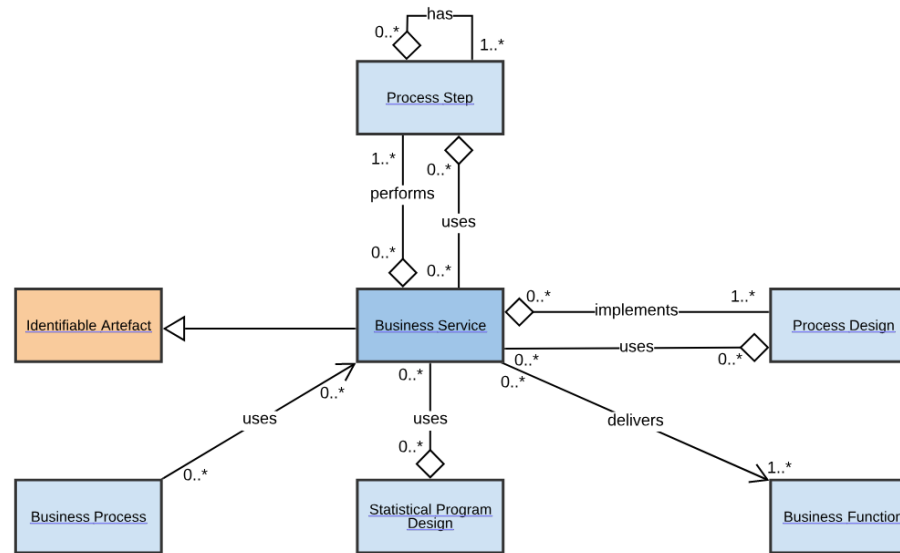 has
0..*
1..*
Process Step
1..*
0..*
performs
uses
0..*
0..*
Identifiable Artefact
Business Service
0..*
implements
1..*
Process Design
uses
0..*
0..*
0..*
0..*
0..*
uses
uses
delivers
0..*
0..*
1..*
Business Process
Statistical Program
Design
Business Function